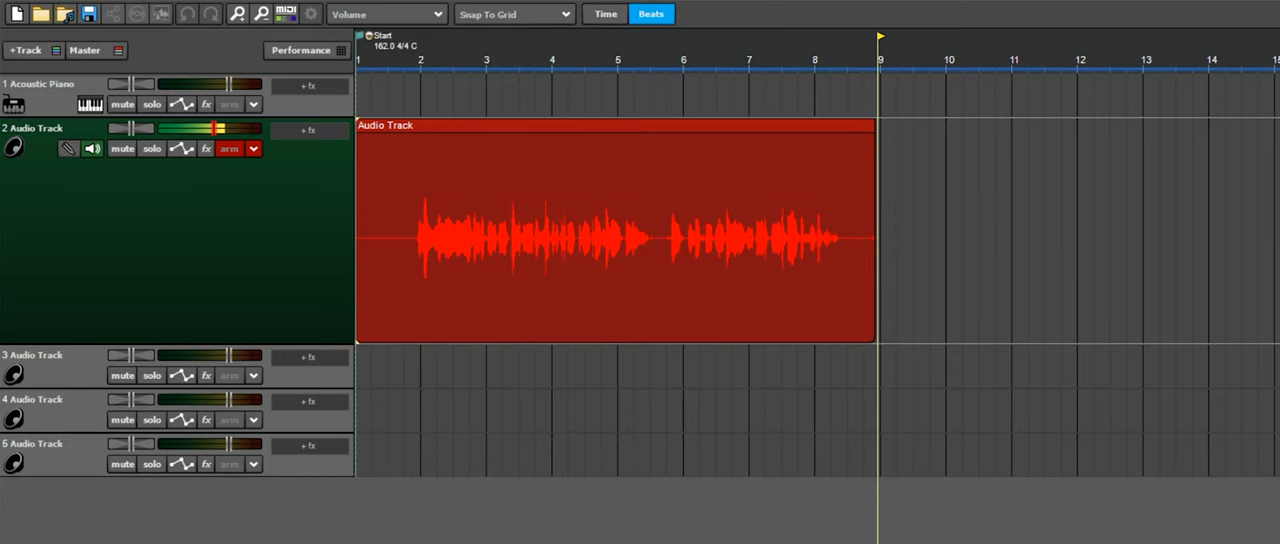 MIDI
Volume
Snap To Grid
Time Beats
+Track Master Performance
Start
162.0 4/4 C
1 2 3 4 5 6 7 8 9 10 11 12 13 14 15
1 Acoustic Piano
+ fx
mute solo fx arm
2 Audio Track
+ fx
mute solo fx arm
Audio Track
3 Audio Track
+ fx
mute solo fx arm
4 Audio Track
+ fx
mute solo fx arm
5 Audio Track
+ fx
mute solo fx arm